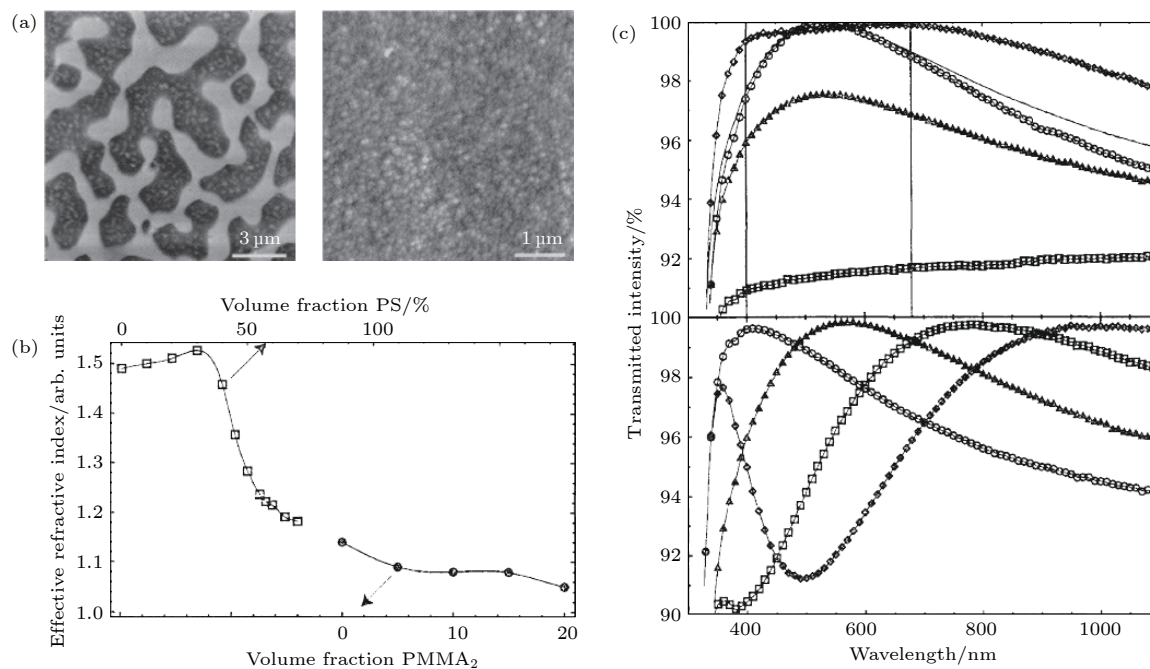 (a)
3 µm
1 µm
(b)
Volume fraction PS/%
0
50
100
Effective refractive index/arb. units
1.5
1.4
1.3
1.2
1.1
1.0
0
10
20
Volume fraction PMMA₂
(c)
Transmitted intensity/%
100
98
96
94
92
100
98
96
94
92
90
400
600
800
1000
Wavelength/nm